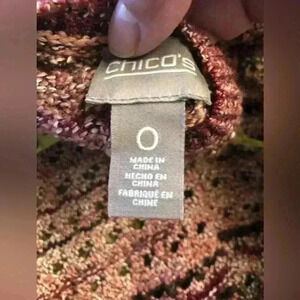 chico's
0
MADE IN
CHINA
HECHO EN
CHINA
FABRIQUÉ EN
CHINE